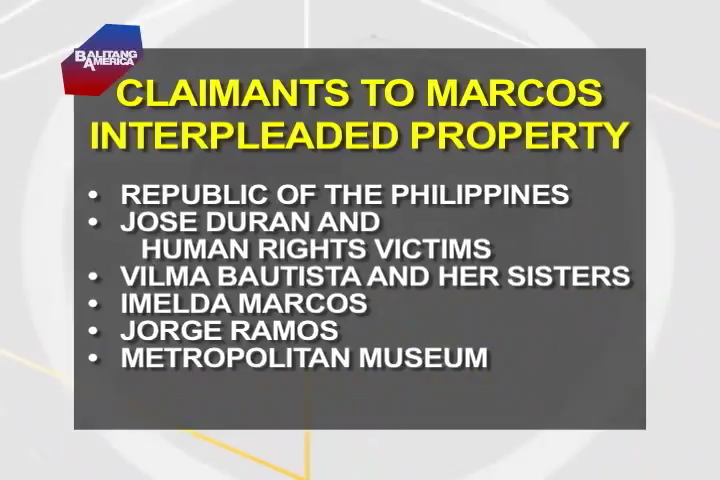 BALITANG
AMERICA
CLAIMANTS TO MARCOS
INTERPLEADED PROPERTY
• REPUBLIC OF THE PHILIPPINES
• JOSE DURAN AND
HUMAN RIGHTS VICTIMS
• VILMA BAUTISTA AND HER SISTERS
• IMELDA MARCOS
• JORGE RAMOS
• METROPOLITAN MUSEUM